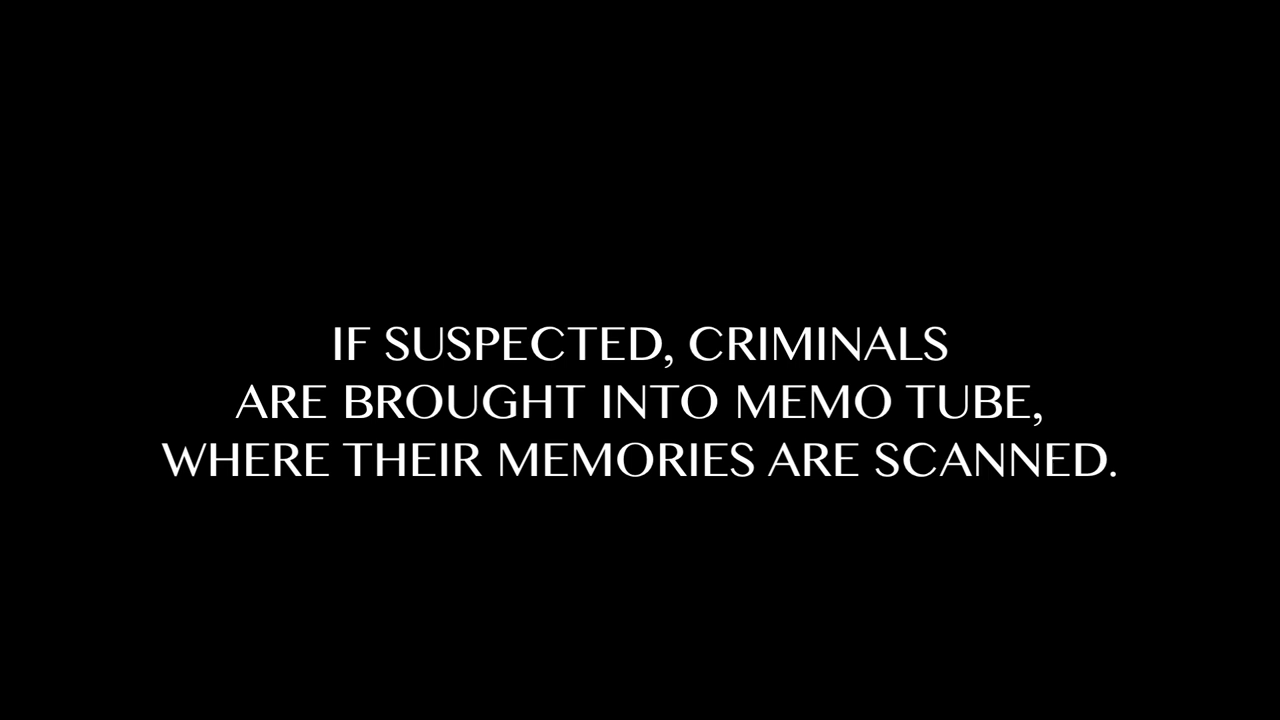 IF SUSPECTED, CRIMINALS
ARE BROUGHT INTO MEMO TUBE,
WHERE THEIR MEMORIES ARE SCANNED.